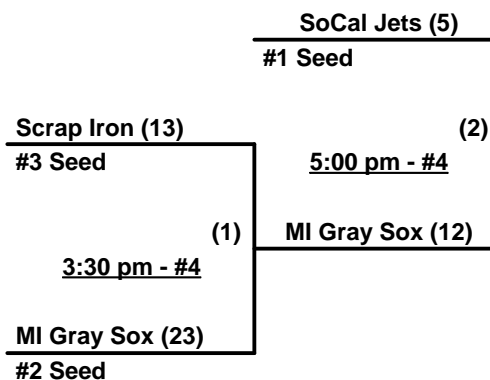 SoCal Jets (5)
#1 Seed
Scrap Iron (13)
(2)
#3 Seed
5:00 pm - #4
(1)
MI Gray Sox (12)
3:30 pm - #4
MI Gray Sox (23)
#2 Seed